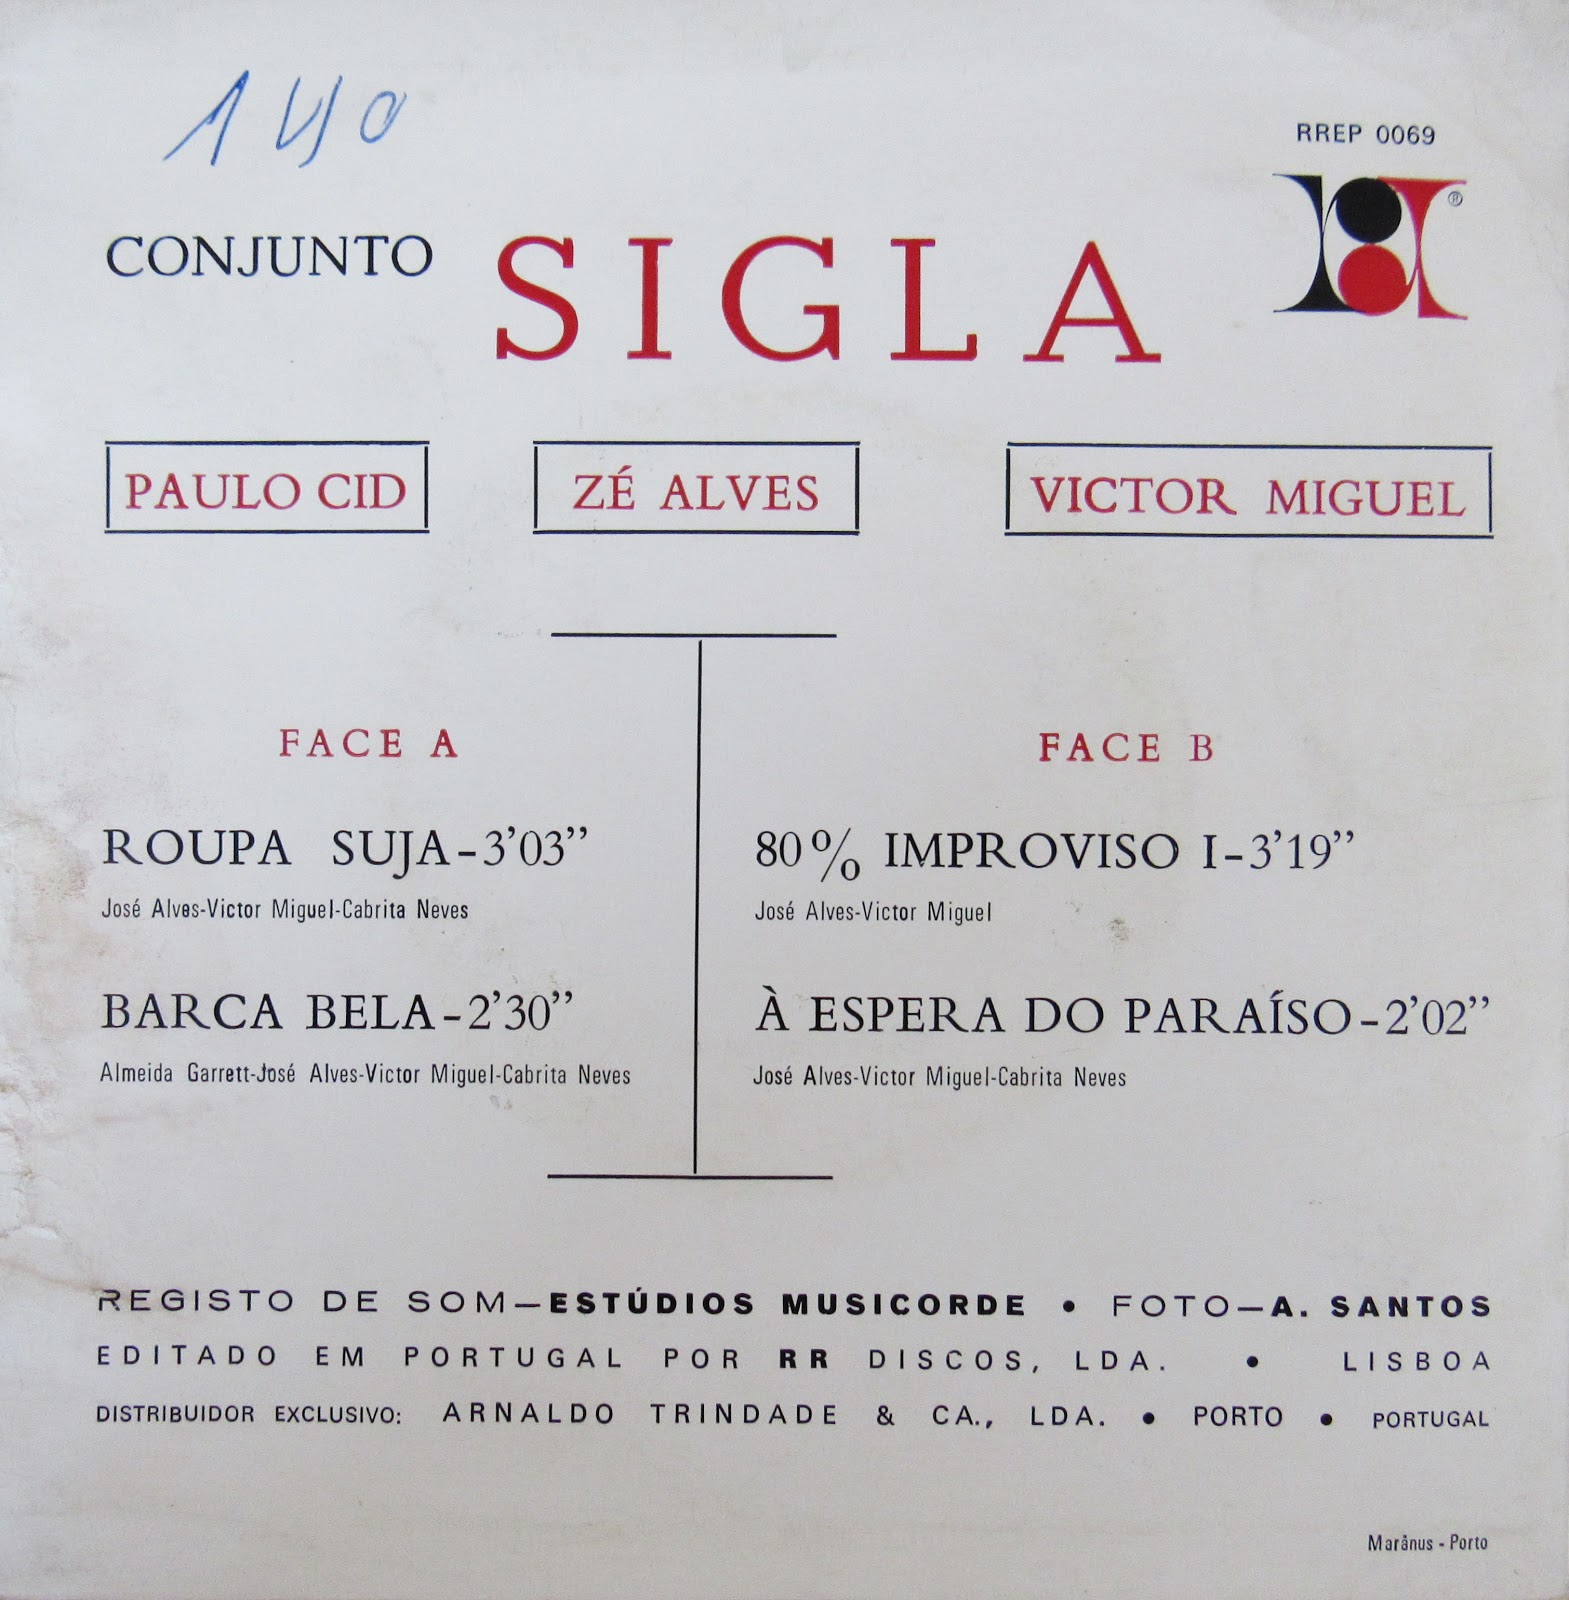 140
RREP 0069
®
CONJUNTO SIGLA
PAULO CID ZÉ ALVES VICTOR MIGUEL
FACE A
ROUPA SUJA-3'03''
José Alves-Victor Miguel-Cabrita Neves
BARCA BELA-2'30''
Almeida Garrett-José Alves-Victor Miguel-Cabrita Neves
FACE B
80% IMPROVISO I-3'19''
José Alves-Victor Miguel
À ESPERA DO PARAÍSO-2'02''
José Alves-Victor Miguel-Cabrita Neves
REGISTO DE SOM—ESTÚDIOS MUSICORDE • FOTO—A. SANTOS
EDITADO EM PORTUGAL POR RR DISCOS, LDA. • LISBOA
DISTRIBUIDOR EXCLUSIVO: ARNALDO TRINDADE & CA., LDA. • PORTO • PORTUGAL
Marânus - Porto